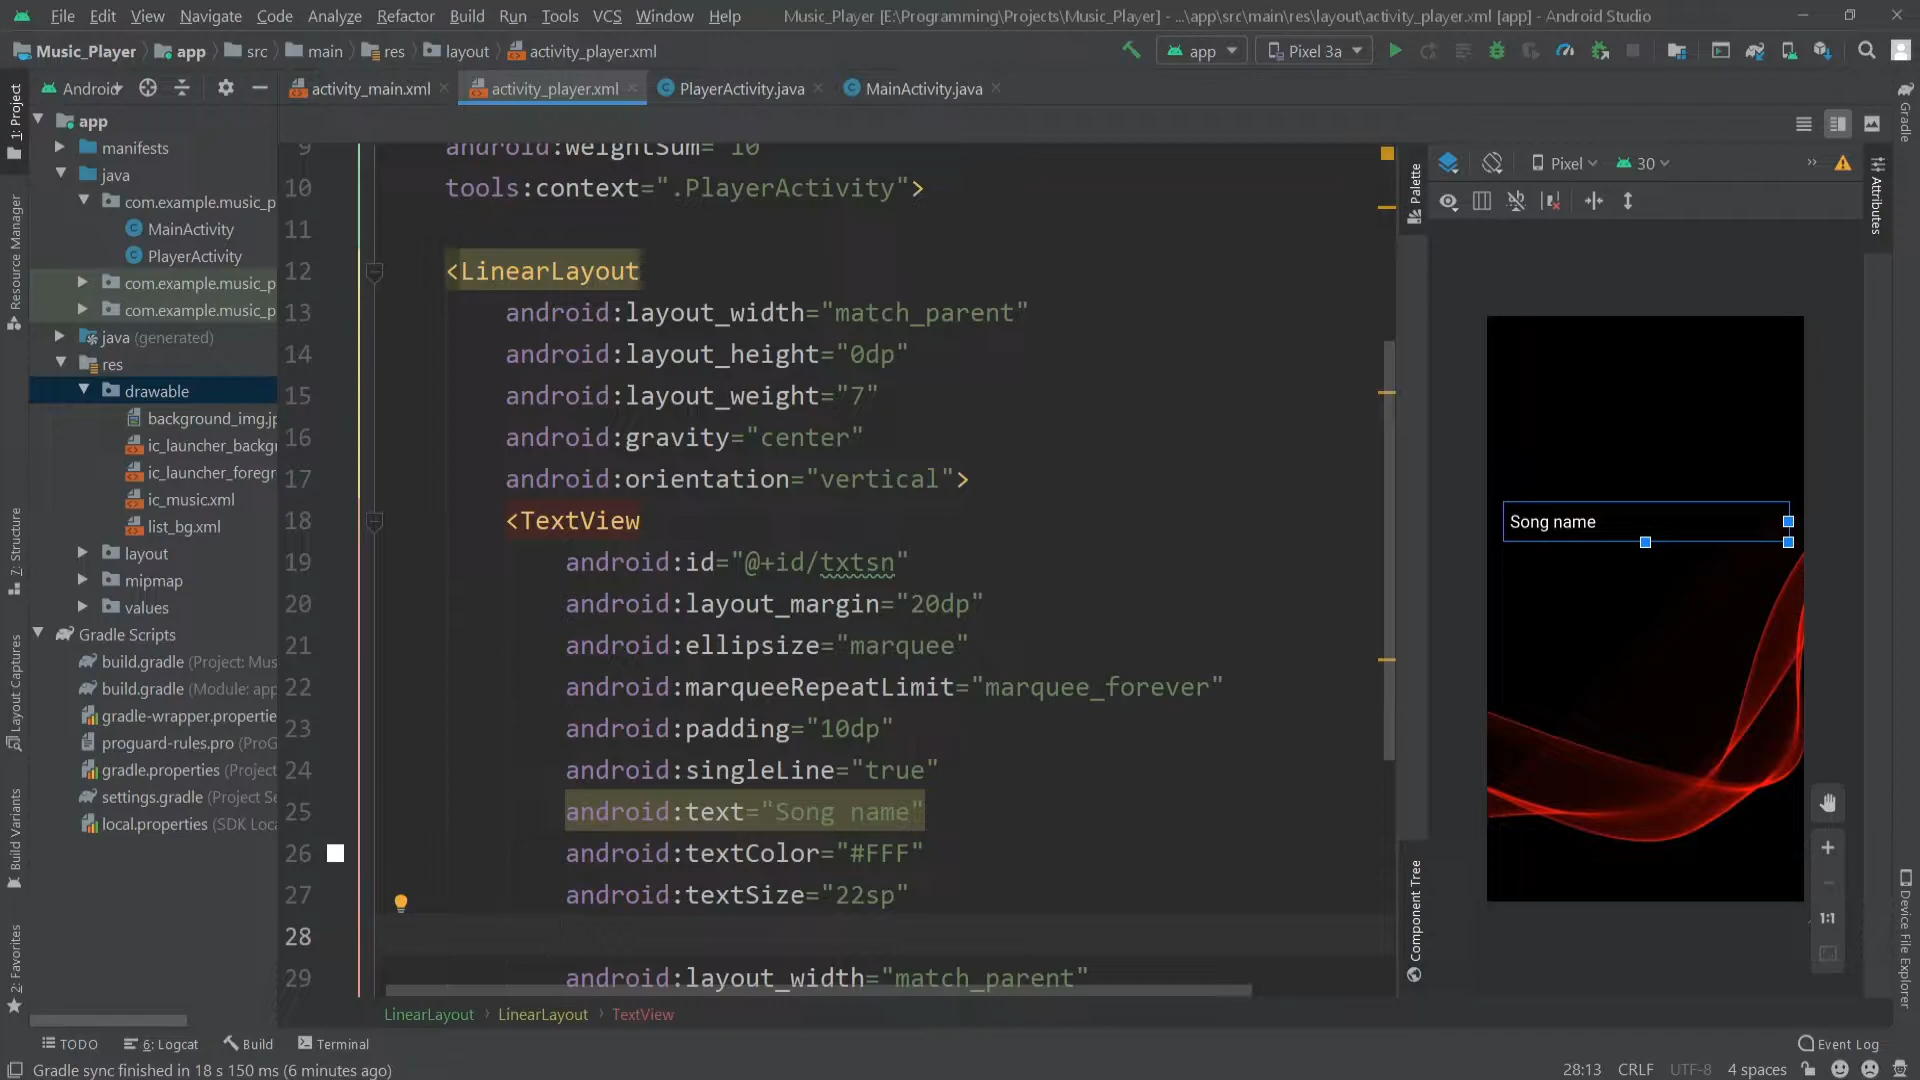 File Edit View Navigate Code Analyze Refactor Build Run Tools VCS Window Help Music_Player [E:\Programming\Projects\Music_Player] - ...\app\src\main\res\layout\activity_player.xml [app] - Android Studio
Music_Player app src main res layout activity_player.xml app Pixel 3a
Android activity_main.xml activity_player.xml PlayerActivity.java MainActivity.java
1: Project
Resource Manager
7: Structure
Layout Captures
Build Variants
2: Favorites
app
manifests
java
com.example.music_p
MainActivity
PlayerActivity
com.example.music_p
com.example.music_p
java (generated)
res
drawable
background_img.jp
ic_launcher_backgr
ic_launcher_foregr
ic_music.xml
list_bg.xml
layout
mipmap
values
Gradle Scripts
build.gradle (Project: Mus
build.gradle (Module: app
gradle-wrapper.propertie
proguard-rules.pro (ProG
gradle.properties (Project
settings.gradle (Project Se
local.properties (SDK Loca
9 android:weightSum="10"
10 tools:context=".PlayerActivity">
11
12 <LinearLayout
13 android:layout_width="match_parent"
14 android:layout_height="0dp"
15 android:layout_weight="7"
16 android:gravity="center"
17 android:orientation="vertical">
18 <TextView
19 android:id="@+id/txtsn"
20 android:layout_margin="20dp"
21 android:ellipsize="marquee"
22 android:marqueeRepeatLimit="marquee_forever"
23 android:padding="10dp"
24 android:singleLine="true"
25 android:text="Song name"
26 android:textColor="#FFF"
27 android:textSize="22sp"
28
29 android:layout_width="match_parent"
LinearLayout LinearLayout TextView
Palette
Component Tree
Pixel 30
Song name
1:1
Gradle
Attributes
Device File Explorer
TODO 6: Logcat Build Terminal Event Log
Gradle sync finished in 18 s 150 ms (6 minutes ago) 28:13 CRLF UTF-8 4 spaces